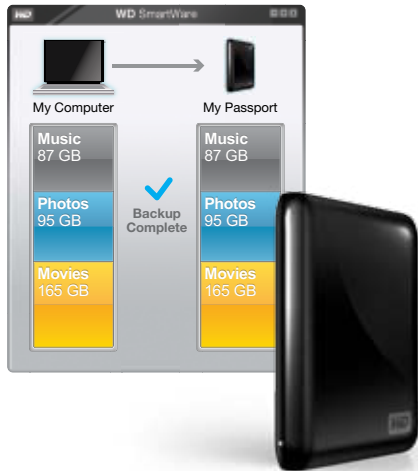 WD
WD SmartWare
My Computer
My Passport
Music
87 GB
Photos
95 GB
Movies
165 GB
Backup
Complete
Music
87 GB
Photos
95 GB
Movies
165 GB
WD